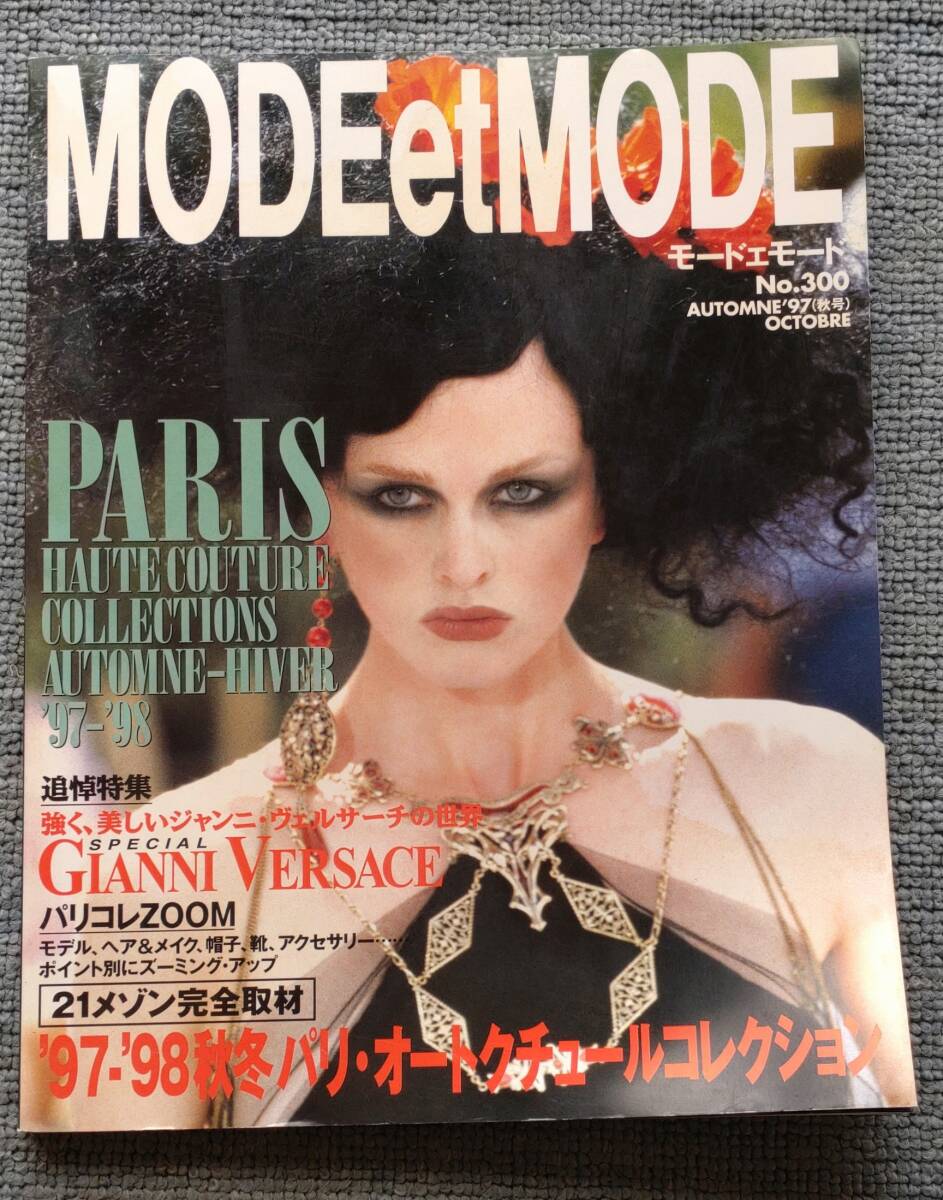 MODEetMODE
モードエモード
No.300
AUTOMNE'97(秋号)
OCTOBRE
PARIS
HAUTE COUTURE
COLLECTIONS
AUTOMNE-HIVER
'97-'98
追悼特集
強く、美しいジャンニ・ヴェルサーチの世界
SPECIAL
GIANNI VERSACE
パリコレZOOM
モデル、ヘア&メイク、帽子、靴、アクセサリー……
ポイント別にズーミング・アップ
21メゾン完全取材
'97-'98秋冬パリ・オートクチュールコレクション